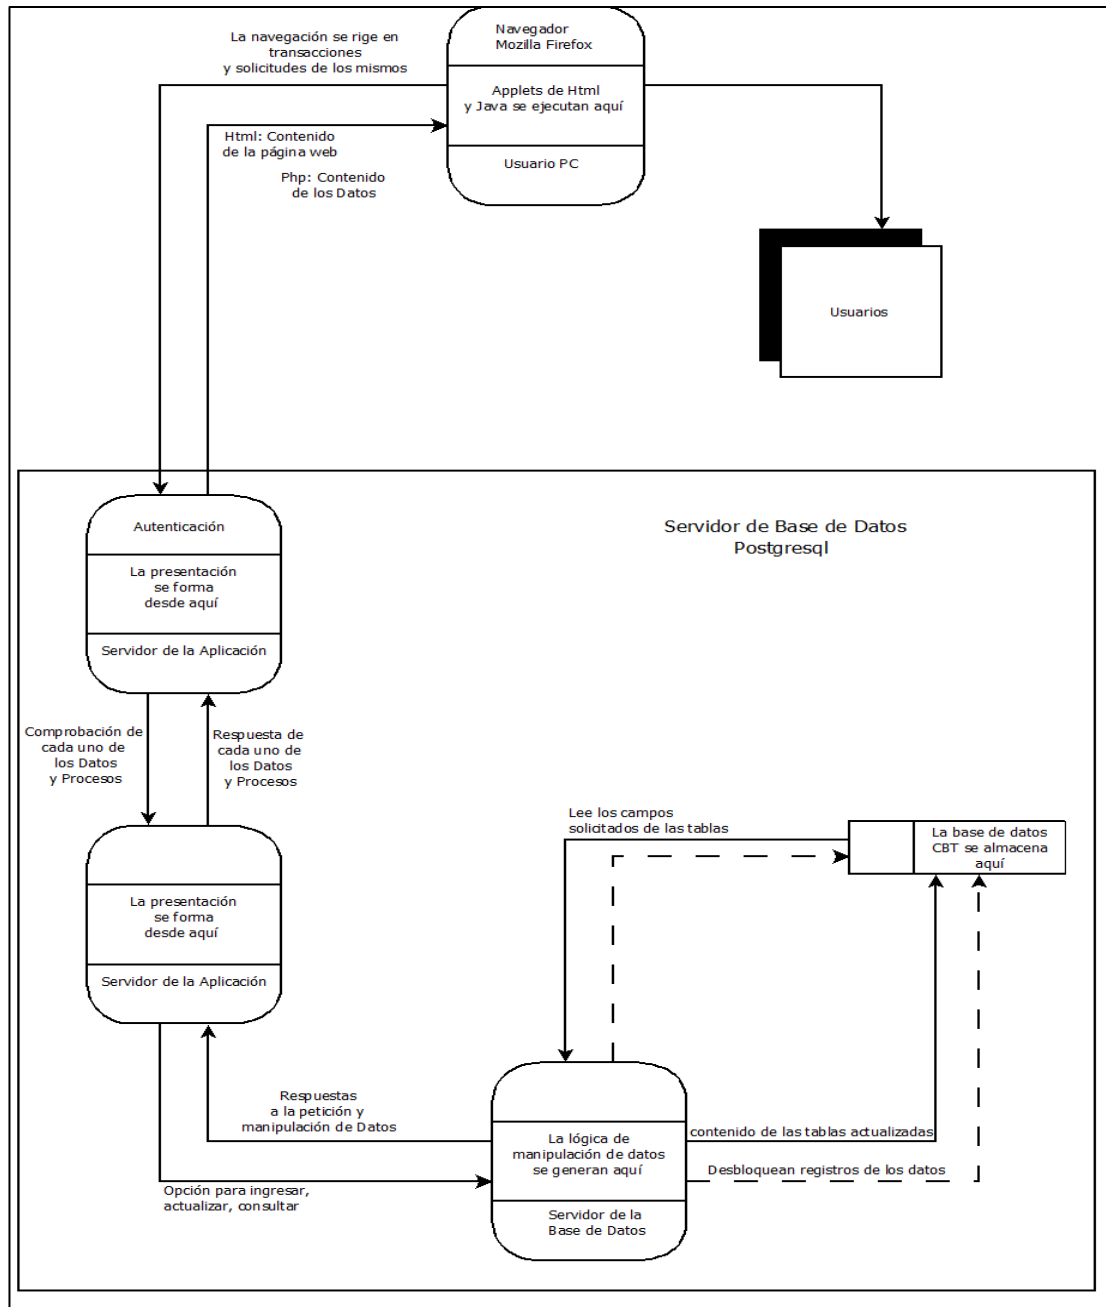 La navegación se rige en
transacciones
y solicitudes de los mismos
Navegador
Mozilla Firefox
Applets de Html
y Java se ejecutan aquí
Usuario PC
Html: Contenido
de la página web
Php: Contenido
de los Datos
Usuarios
Servidor de Base de Datos
Postgresql
Autenticación
La presentación
se forma
desde aquí
Servidor de la Aplicación
Comprobación de
cada uno de
los Datos
y Procesos
Respuesta de
cada uno de
los Datos
y Procesos
La presentación
se forma
desde aquí
Servidor de la Aplicación
Lee los campos
solicitados de las tablas
La base de datos
CBT se almacena
aquí
Respuestas
a la petición y
manipulación de Datos
Opción para ingresar,
actualizar, consultar
La lógica de
manipulación de datos
se generan aquí
Servidor de la
Base de Datos
contenido de las tablas actualizadas
Desbloquean registros de los datos